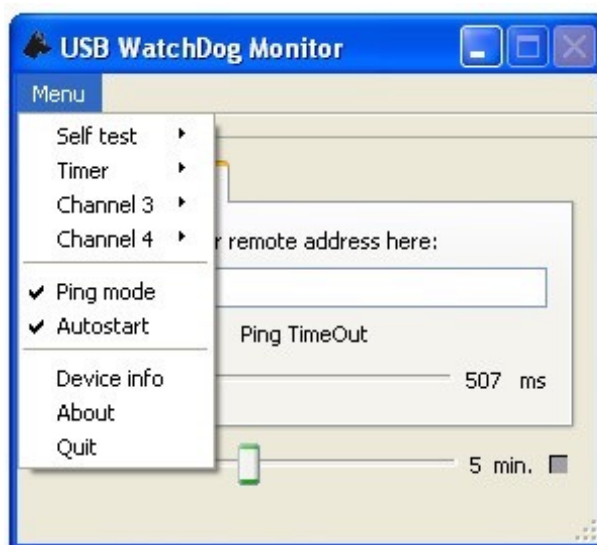 USB WatchDog Monitor
Menu
Self test
Timer
Channel 3
Channel 4
r remote address here:
Ping mode
Autostart
Ping TimeOut
Device info
507 ms
About
Quit
5 min.